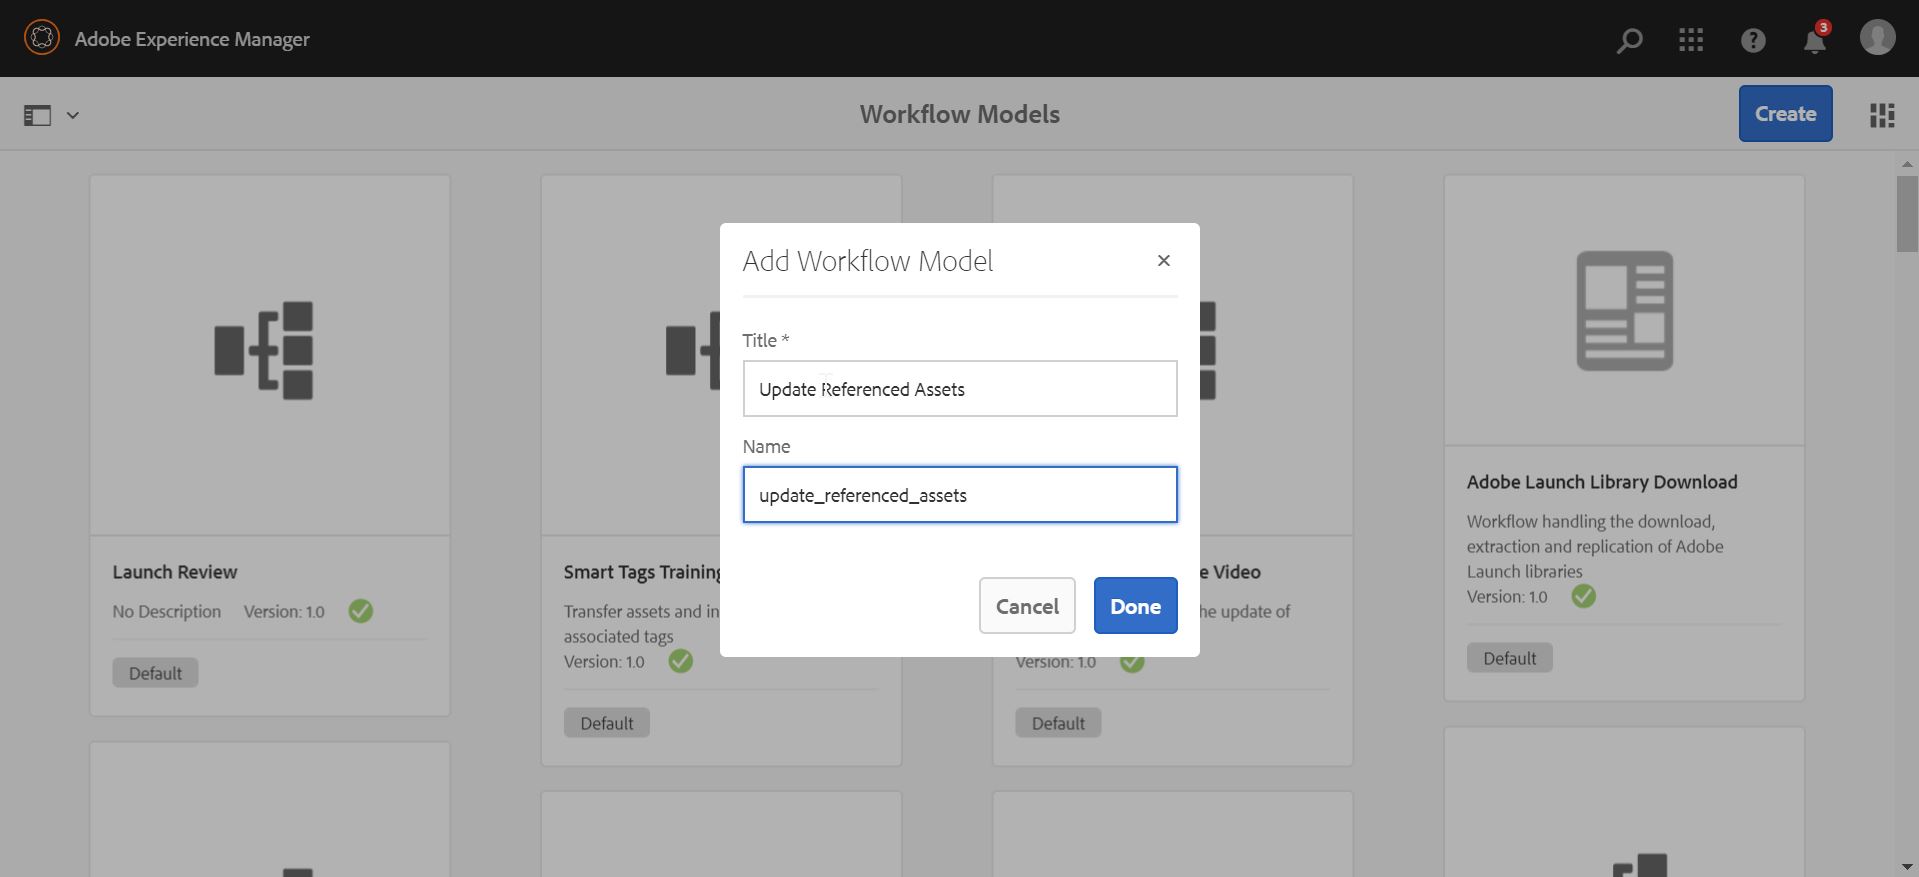 Adobe Experience Manager
3
Workflow Models
Create
Add Workflow Model
Title *
Update Referenced Assets
Name
update_referenced_assets
Cancel
Done
Launch Review
No Description Version: 1.0
Default
Smart Tags Training
Transfer assets and in
associated tags
Version: 1.0
Default
e Video
he update of
Version: 1.0
Default
Adobe Launch Library Download
Workflow handling the download,
extraction and replication of Adobe
Launch libraries
Version: 1.0
Default